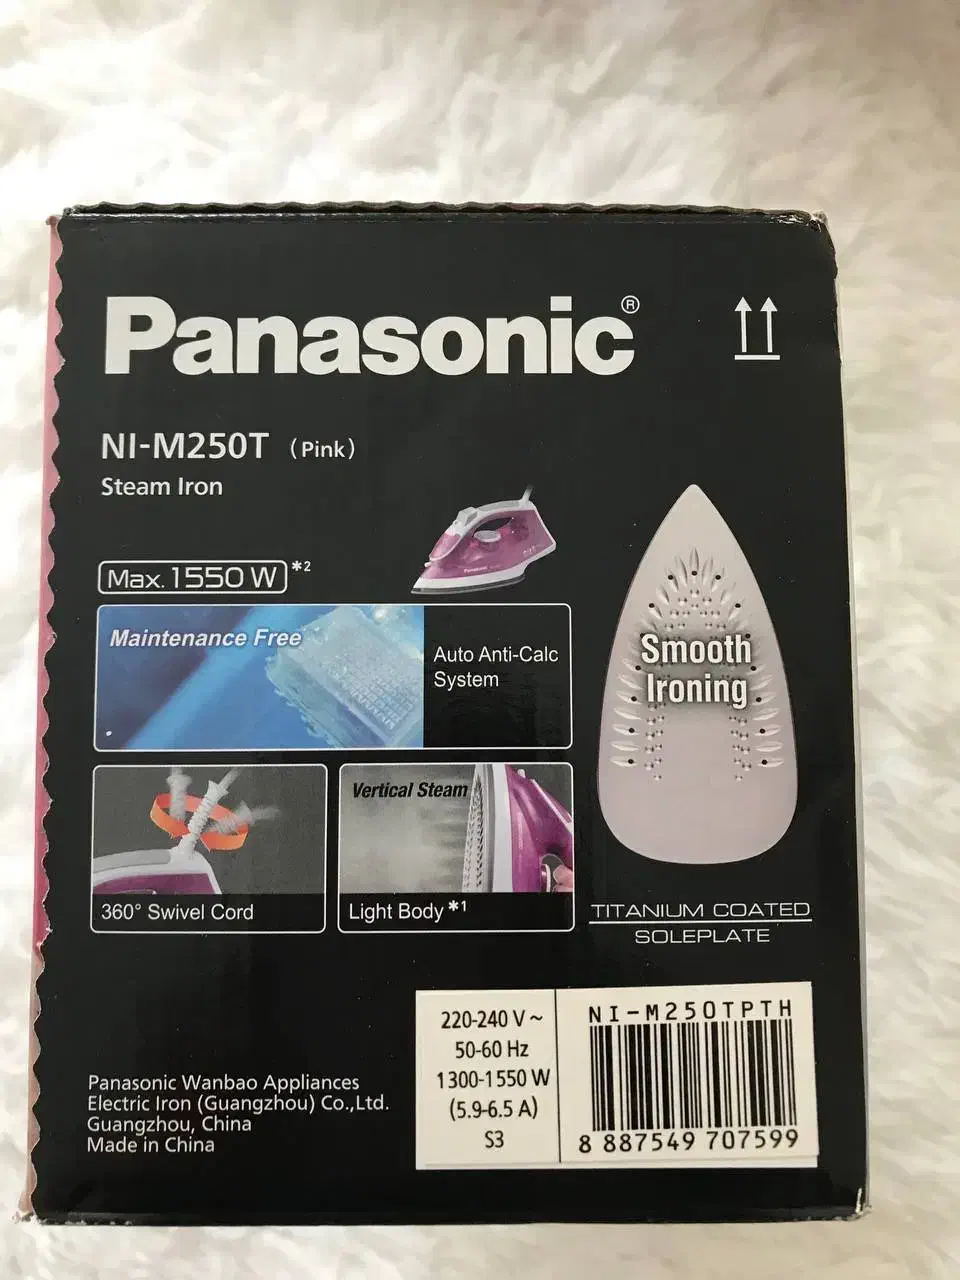 Panasonic®
NI-M250T (Pink)
Steam Iron
Max. 1550 W *2
Maintenance Free
Auto Anti-Calc
System
360° Swivel Cord
Vertical Steam
Light Body *1
Smooth
Ironing
TITANIUM COATED
SOLEPLATE
Panasonic Wanbao Appliances
Electric Iron (Guangzhou) Co.,Ltd.
Guangzhou, China
Made in China
220-240 V ~
50-60 Hz
1300-1550 W
(5.9-6.5 A)
S3
NI-M250TPTH
8 887549 707599